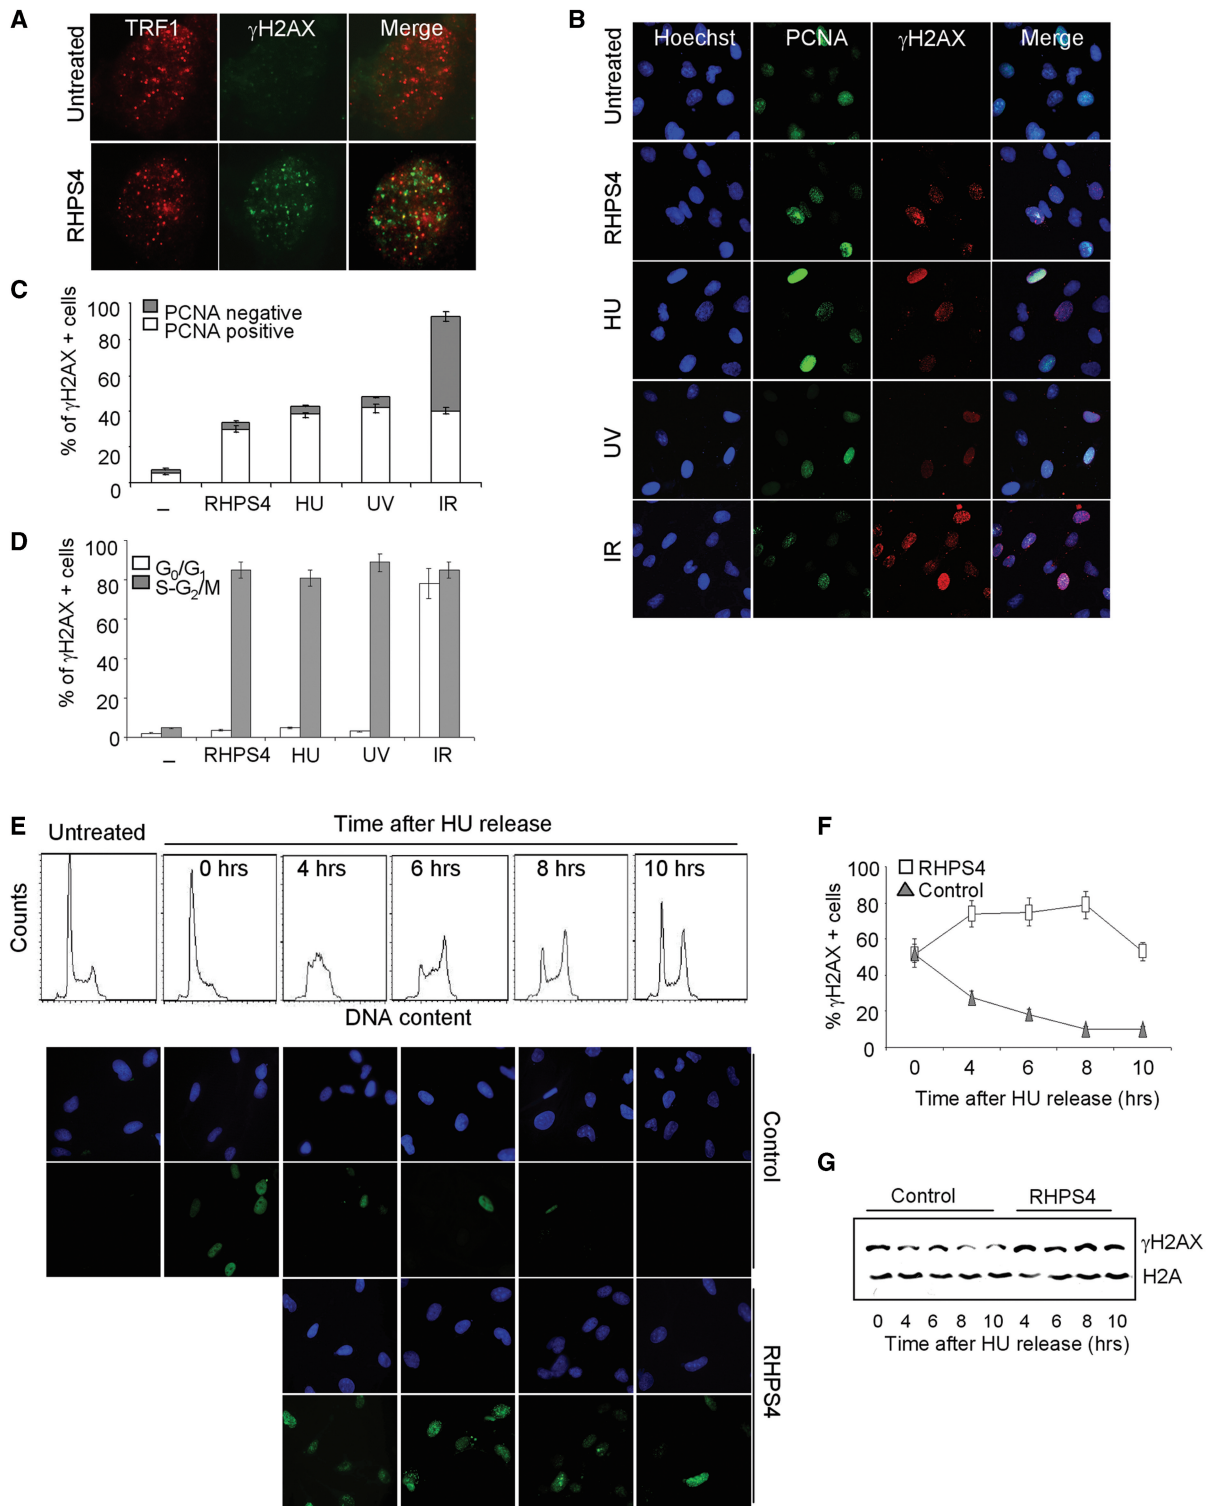 A
TRF1 γH2AX Merge
Untreated
RHPS4
B
Hoechst PCNA γH2AX Merge
Untreated
RHPS4
HU
UV
IR
C
% of γH2AX + cells
100
80
60
40
20
0
PCNA negative
PCNA positive
– RHPS4 HU UV IR
D
% of γH2AX + cells
100
80
60
40
20
0
G0/G1
S-G2/M
– RHPS4 HU UV IR
E
Untreated
Time after HU release
0 hrs 4 hrs 6 hrs 8 hrs 10 hrs
Counts
DNA content
Control
RHPS4
F
% γH2AX + cells
100
80
60
40
20
0
RHPS4
Control
0 4 6 8 10
Time after HU release (hrs)
G
Control RHPS4
γH2AX
H2A
0 4 6 8 10 4 6 8 10
Time after HU release (hrs)